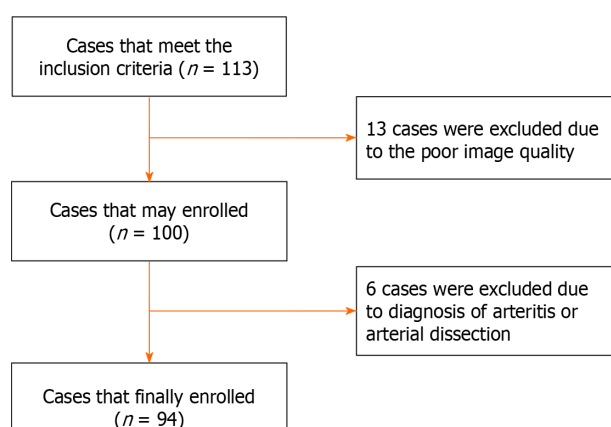 Cases that meet the
inclusion criteria (n = 113)
13 cases were excluded due
to the poor image quality
Cases that may enrolled
(n = 100)
6 cases were excluded due
to diagnosis of arteritis or
arterial dissection
Cases that finally enrolled
(n = 94)